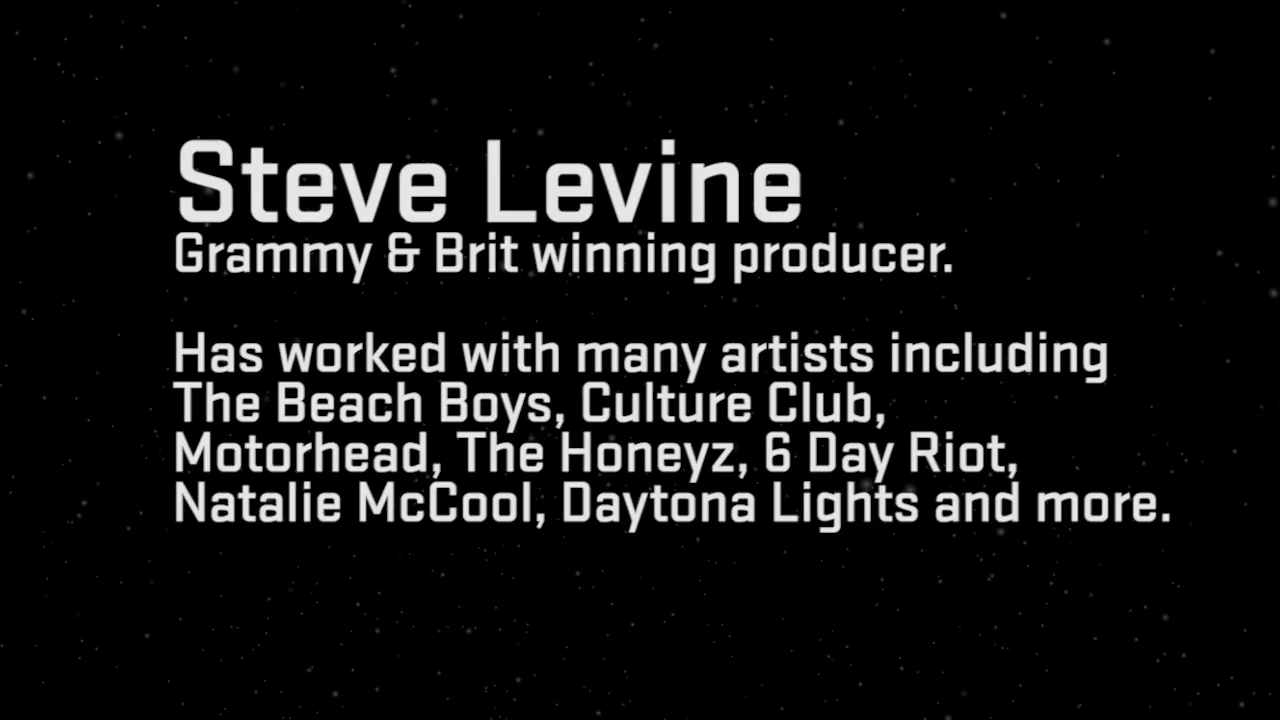 Steve Levine
Grammy & Brit winning producer.
Has worked with many artists including
The Beach Boys, Culture Club,
Motorhead, The Honeyz, 6 Day Riot,
Natalie McCool, Daytona Lights and more.